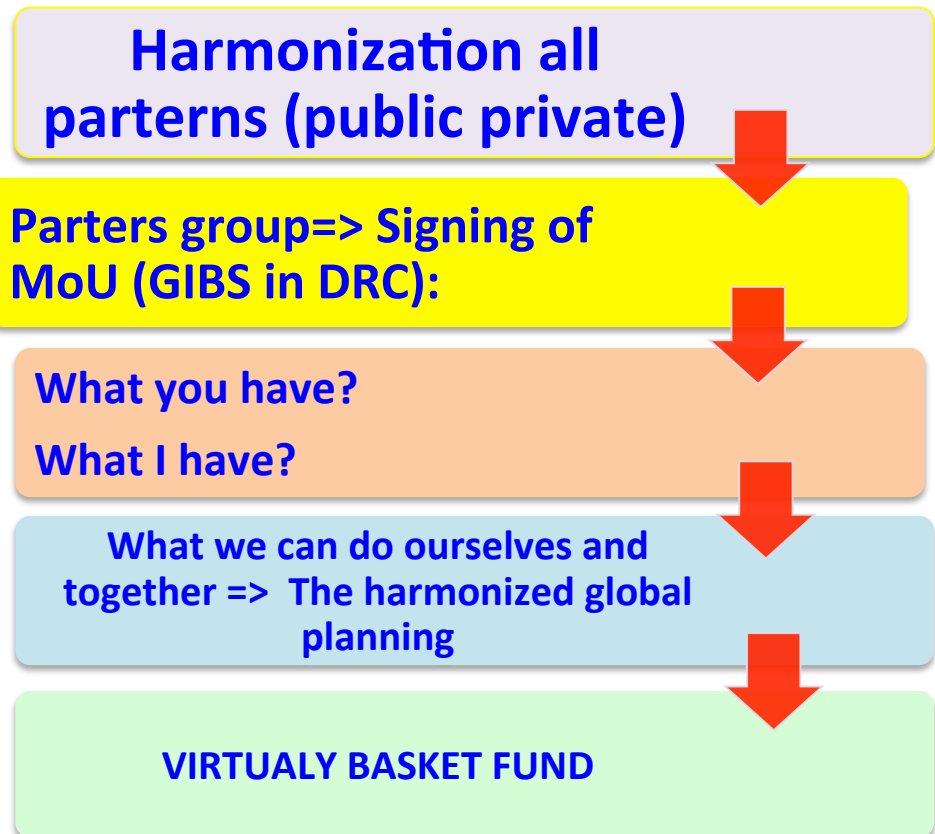 Harmonization all
parterns (public private)
Parters group=> Signing of
MoU (GIBS in DRC):
What you have?
What I have?
What we can do ourselves and
together => The harmonized global
planning
VIRTUALY BASKET FUND